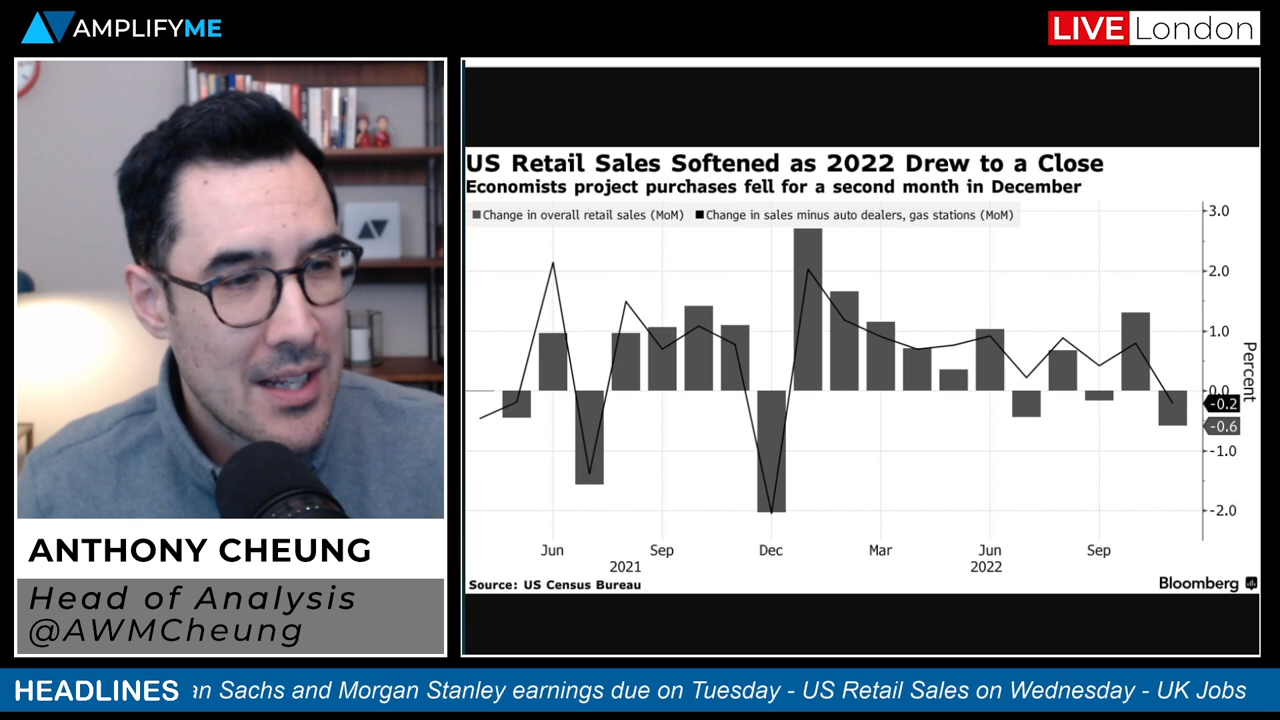 AMPLIFYME
LIVE London
US Retail Sales Softened as 2022 Drew to a Close
Economists project purchases fell for a second month in December
Change in overall retail sales (MoM) Change in sales minus auto dealers, gas stations (MoM)
3.0
2.0
1.0
0.0
-0.2
-0.6
-1.0
-2.0
Percent
Jun Sep Dec Mar Jun Sep
2021 2022
Source: US Census Bureau
Bloomberg
ANTHONY CHEUNG
Head of Analysis
@AWMCheung
HEADLINES an Sachs and Morgan Stanley earnings due on Tuesday - US Retail Sales on Wednesday - UK Jobs